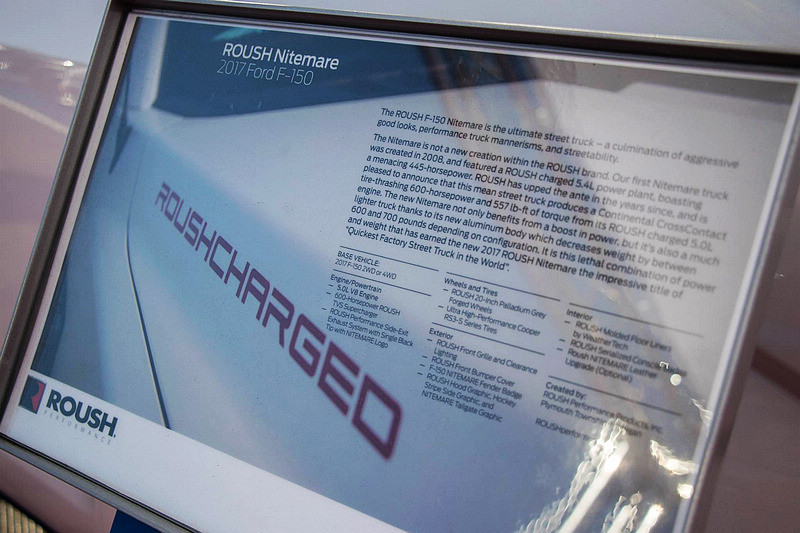 ROUSH Nitemare
2017 Ford F-150
The ROUSH F-150 Nitemare is the ultimate street truck – a culmination of aggressive
good looks, performance truck mannerisms, and streetability.
The Nitemare is not a new creation within the ROUSH brand. Our first Nitemare truck
was created in 2008, and featured a ROUSH charged 5.4L power plant, boasting
a menacing 445-horsepower. ROUSH has upped the ante in the years since, and is
pleased to announce that this mean street truck produces a Continental CrossContact
tire-thrashing 600-horsepower and 557 lb-ft of torque from its ROUSH charged 5.0L
engine. The new Nitemare not only benefits from a boost in power, but it's also a much
lighter truck thanks to its new aluminum body which decreases weight by between
600 and 700 pounds depending on configuration. It is this lethal combination of power
and weight that has earned the new 2017 ROUSH Nitemare the impressive title of
"Quickest Factory Street Truck in the World".
ROUSHCHARGED
BASE VEHICLE:
2017 F-150 2WD or 4WD
Engine/Powertrain
– 5.0L V8 Engine
– 600-Horsepower ROUSH
TVS Supercharger
– ROUSH Performance Side-Exit
Exhaust System with Single Black
Tip with NITEMARE Logo
Wheels and Tires
– ROUSH 20-Inch Palladium Grey
Forged Wheels
– Ultra High-Performance Cooper
RS3-S Series Tires
Exterior
– ROUSH Front Grille and Clearance
Lighting
– ROUSH Front Bumper Cover
– F-150 NITEMARE Fender Badge
– ROUSH Hood Graphic, Hockey
Stripe Side Graphic, and
NITEMARE Tailgate Graphic
Interior
– ROUSH Molded Floor Liners
by WeatherTech
– ROUSH Serialized Console
– Roush NITEMARE Leather
Upgrade (Optional)
Created by:
ROUSH Performance Products, Inc.
Plymouth Township,
R ROUSH
PERFORMANCE